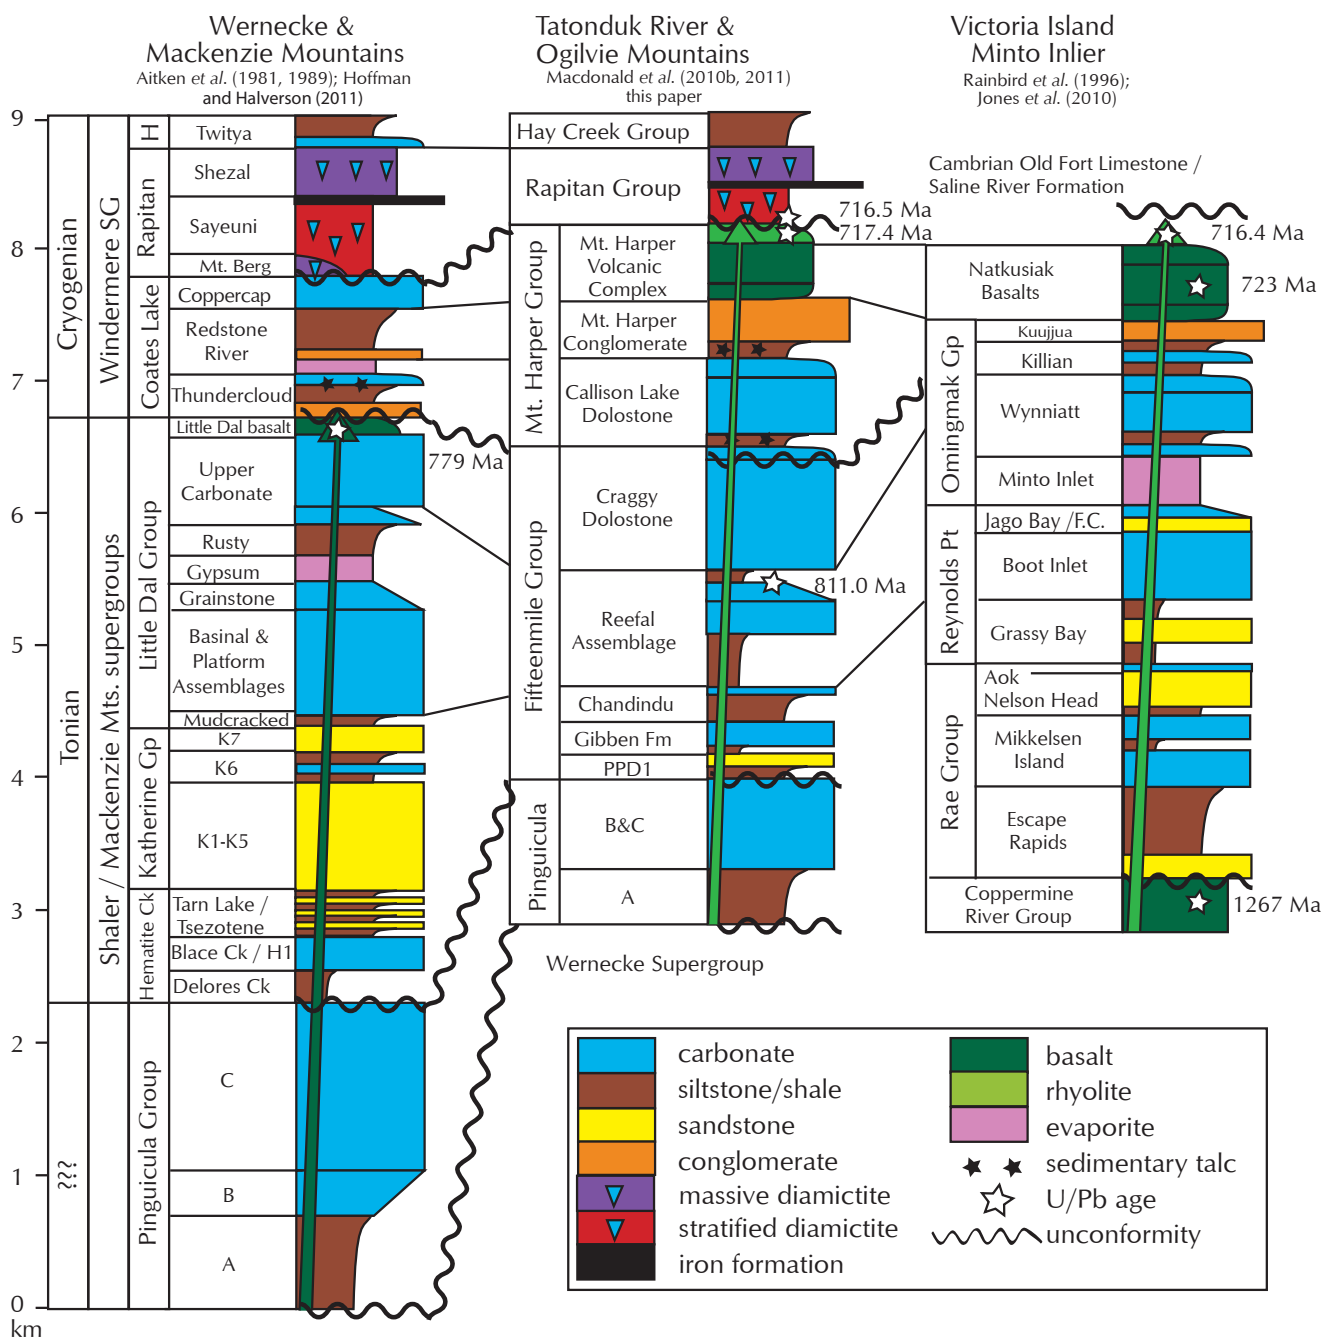 Wernecke &
Mackenzie Mountains
Aitken et al. (1981, 1989); Hoffman
and Halverson (2011)
Tatonduk River &
Ogilvie Mountains
Macdonald et al. (2010b, 2011)
this paper
Victoria Island
Minto Inlier
Rainbird et al. (1996);
Jones et al. (2010)
9
8
7
6
5
4
3
2
1
0
km
Cryogenian
Tonian
???
Windermere SG
Shaler / Mackenzie Mts. supergroups
H
Rapitan
Coates Lake
Little Dal Group
Katherine Gp
Hematite Ck
Pinguicula Group
Twitya
Shezal
Sayeuni
Mt. Berg
Coppercap
Redstone
River
Thundercloud
Little Dal basalt
Upper
Carbonate
Rusty
Gypsum
Grainstone
Basinal &
Platform
Assemblages
Mudcracked
K7
K6
K1-K5
Tarn Lake /
Tsezotene
Blace Ck / H1
Delores Ck
C
B
A
779 Ma
Hay Creek Group
Rapitan Group
Mt. Harper Group
Fifteenmile Group
Pinguicula
Mt. Harper
Volcanic
Complex
Mt. Harper
Conglomerate
Callison Lake
Dolostone
Craggy
Dolostone
Reefal
Assemblage
Chandindu
Gibben Fm
PPD1
B&C
A
716.5 Ma
717.4 Ma
811.0 Ma
Wernecke Supergroup
Cambrian Old Fort Limestone /
Saline River Formation
716.4 Ma
723 Ma
1267 Ma
Omingmak Gp
Reynolds Pt
Rae Group
Natkusiak
Basalts
Kuujjua
Killian
Wynniatt
Minto Inlet
Jago Bay /F.C.
Boot Inlet
Grassy Bay
Aok
Nelson Head
Mikkelsen
Island
Escape
Rapids
Coppermine
River Group
carbonate
siltstone/shale
sandstone
conglomerate
massive diamictite
stratified diamictite
iron formation
basalt
rhyolite
evaporite
sedimentary talc
U/Pb age
unconformity